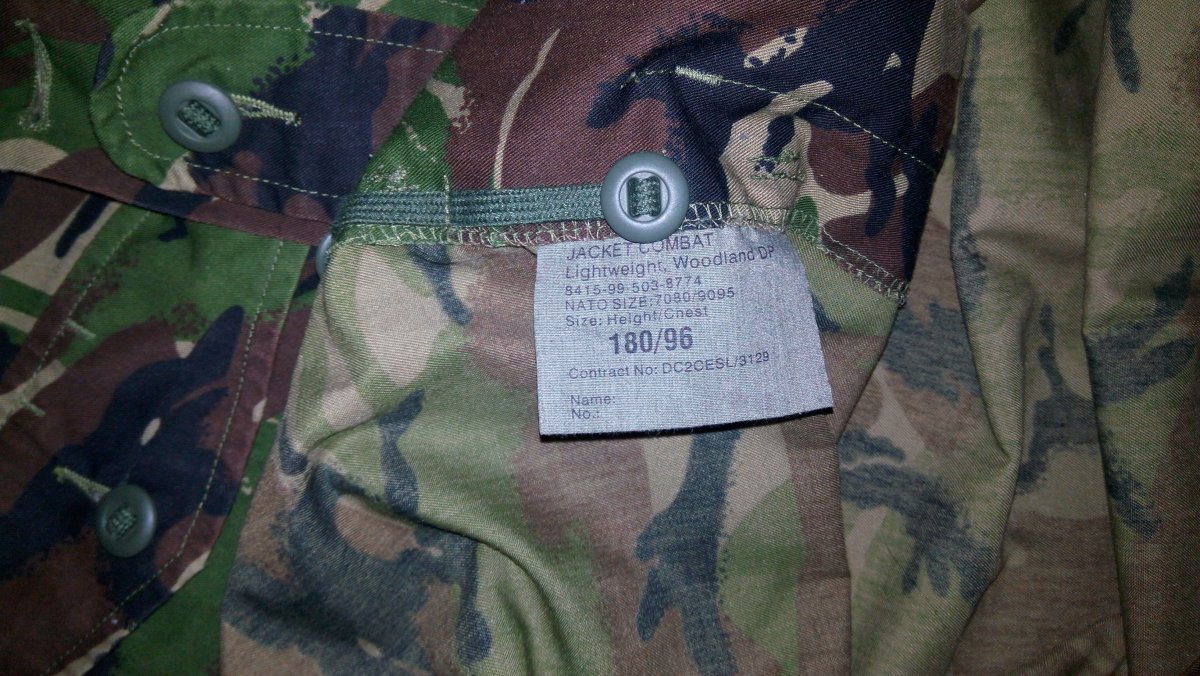 JACKET COMBAT
Lightweight, Woodland DP
8415-99-503-8774
NATO SIZE:7080/9095
Size: Height/Chest
180/96
Contract No: DC2CESL/3129
Name:
No.: